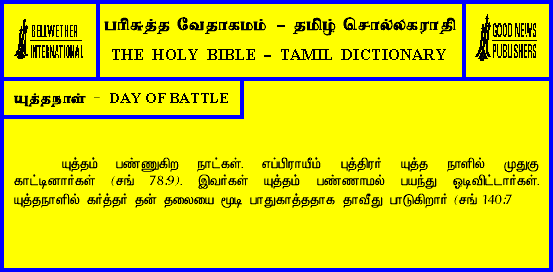 BELLWETHER
INTERNATIONAL
பரிசுத்த வேதாகமம் – தமிழ் சொல்லகராதி
THE HOLY BIBLE – TAMIL DICTIONARY
GOOD NEWS
PUBLISHERS
யுத்தநாள் – DAY OF BATTLE
யுத்தம் பண்ணுகிற நாட்கள். எப்பிராயீம் புத்திரர் யுத்த நாளில் முதுகு
காட்டினார்கள் (சங் 78:9). இவர்கள் யுத்தம் பண்ணாமல் பயந்து ஓடிவிட்டார்கள்.
யுத்தநாளில் கர்த்தர் தன் தலையை மூடி பாதுகாத்ததாக தாவீது பாடுகிறார் (சங் 140:7